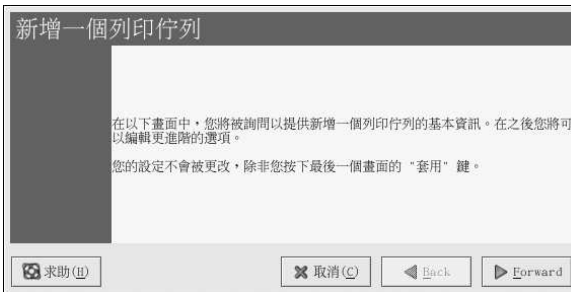 新增一個列印佇列
在以下畫面中，您將被詢問以提供新增一個列印佇列的基本資訊。在之後您將可
以編輯更進階的選項。
您的設定不會被更改，除非您按下最後一個畫面的 "套用" 鍵。
求助(H) 取消(C) Back Forward